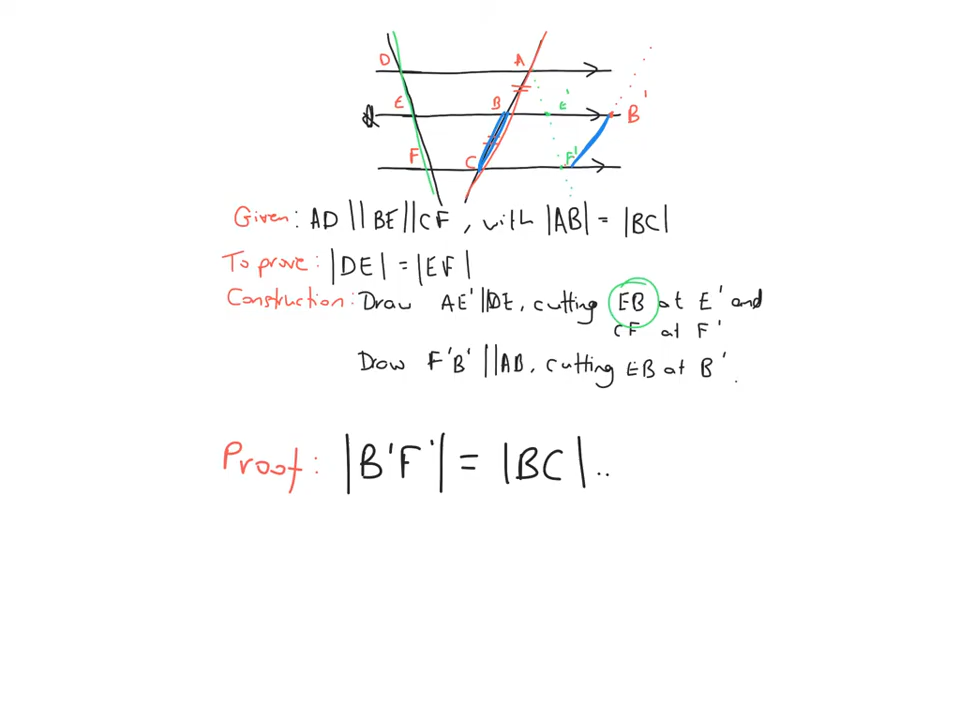 D A
E B E' B'
F C F'
Given: AD || BE || CF , with |AB| = |BC|
To prove: |DE| = |EF|
Construction: Draw AE' || DE, cutting EB at E' and
CF at F'
Draw F'B' || AB, cutting EB at B'.
Proof: |B'F'| = |BC| ..